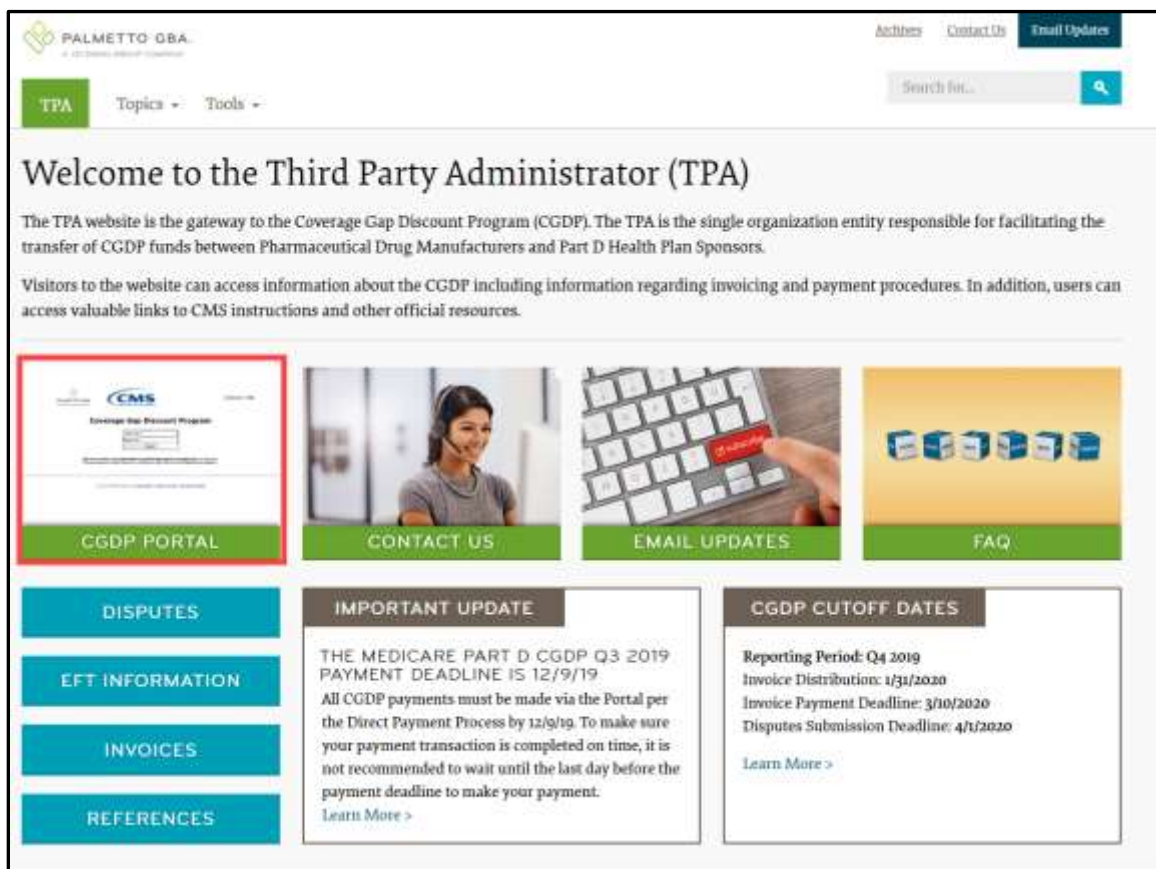 PALMETTO GBA
Archives
Contact Us
Email Updates
TPA
Topics
Tools
Search for...
Welcome to the Third Party Administrator (TPA)
The TPA website is the gateway to the Coverage Gap Discount Program (CGDP). The TPA is the single organization entity responsible for facilitating the
transfer of CGDP funds between Pharmaceutical Drug Manufacturers and Part D Health Plan Sponsors.
Visitors to the website can access information about the CGDP including information regarding invoicing and payment procedures. In addition, users can
access valuable links to CMS instructions and other official resources.
CMS
Coverage Gap Discount Program
subscribe
CGDP PORTAL
CONTACT US
EMAIL UPDATES
FAQ
DISPUTES
EFT INFORMATION
INVOICES
REFERENCES
IMPORTANT UPDATE
THE MEDICARE PART D CGDP Q3 2019
PAYMENT DEADLINE IS 12/9/19
All CGDP payments must be made via the Portal per
the Direct Payment Process by 12/9/19. To make sure
your payment transaction is completed on time, it is
not recommended to wait until the last day before the
payment deadline to make your payment.
Learn More >
CGDP CUTOFF DATES
Reporting Period: Q4 2019
Invoice Distribution: 1/31/2020
Invoice Payment Deadline: 3/10/2020
Disputes Submission Deadline: 4/1/2020
Learn More >